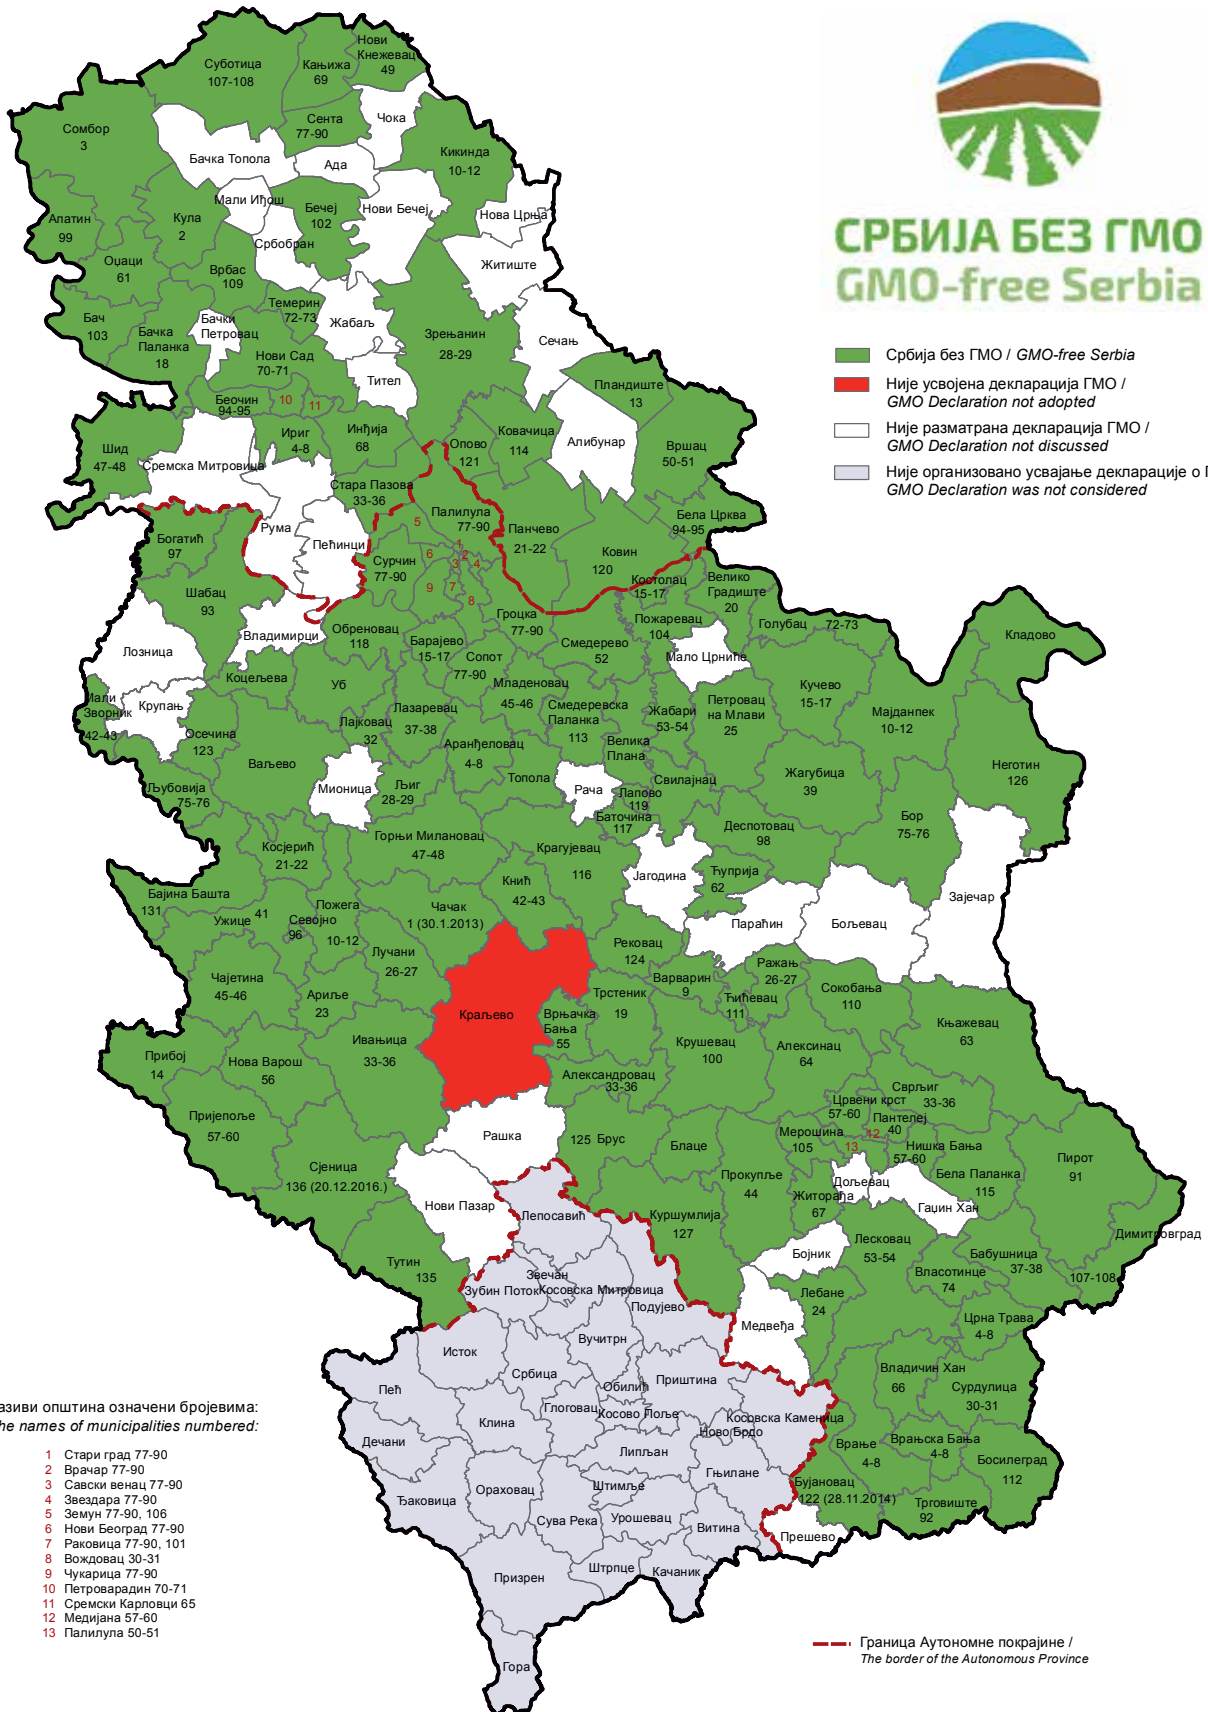 Суботица
107-108
Кањижа
69
Нови
Кнежевац
49
Сента
77-90
Чока
Сомбор
3
Бачка Топола
Ада
Кикинда
10-12
Мали Иђош
Нови Бечеј
Нова Црња
Апатин
99
Кула
2
Бечеј
102
Србобран
Житиште
Оџаци
61
Врбас
109
Темерин
72-73
Жабаљ
Бач
103
Бачка
Паланка
18
Бачки
Петровац
Нови Сад
70-71
Зрењанин
28-29
Сечањ
Тител
Пландиште
13
Беочин
94-95
10
11
Ириг
4-8
Инђија
68
Опово
121
Ковачица
114
Алибунар
Вршац
50-51
Шид
47-48
Сремска Митровица
Стара Пазова
33-36
Палилула
77-90
Панчево
21-22
Бела Црква
94-95
Рума
Пећинци
Богатић
97
Сурчин
77-90
5
1
2
3
4
6
7
8
9
Ковин
120
Костолац
15-17
Велико
Градиште
20
Шабац
93
Владимирци
Обреновац
118
Барајево
15-17
Гроцка
77-90
Смедерево
52
Пожаревац
104
Голубац
72-73
Кладово
Лозница
Сопот
77-90
Мало Црниће
Коцељева
Уб
Младеновац
45-46
Кучево
15-17
Мали
Зворник
42-43
Крупањ
Осечина
123
Лазаревац
37-38
Лајковац
32
Смедеревска
Паланка
113
Жабари
53-54
Петровац
на Млави
25
Мајданпек
10-12
Ваљево
Аранђеловац
4-8
Велика
Плана
Неготин
126
Љубовија
75-76
Мионица
Љиг
28-29
Топола
Рача
Свилајнац
Жагубица
39
Лапово
119
Баточина
117
Бор
75-76
Косјерић
21-22
Горњи Милановац
47-48
Крагујевац
116
Деспотовац
98
Бајина Башта
131
Кнић
42-43
Јагодина
Ћуприја
62
Зајечар
Ужице 41
Севојно
96
Пожега
10-12
Чачак
1 (30.1.2013)
Параћин
Бољевац
Чајетина
45-46
Лучани
26-27
Рековац
124
Варварин
9
Ражањ
26-27
Ариље
23
Ћићевац
111
Сокобања
110
Краљево
Врњачка
Бања
55
Трстеник
19
Књажевац
63
Прибој
14
Нова Варош
56
Ивањица
33-36
Крушевац
100
Алексинац
64
Александровац
33-36
Сврљиг
33-36
Пријепоље
57-60
Црвени крст
57-60
Пантелеј
40
Рашка
125 Брус
Блаце
Мерошина
105
12
13
Нишка Бања
57-60
Сјеница
136 (20.12.2016.)
Прокупље
44
Дољевац
Бела Паланка
115
Пирот
91
Нови Пазар
Житорађа
67
Гаџин Хан
Лепосавић
Куршумлија
127
Бојник
Лесковац
53-54
Бабушница
37-38
Димитровград
107-108
Тутин
135
Звечан
Зубин Поток
Косовска Митровица
Подујево
Лебане
24
Власотинце
74
Медвеђа
Црна Трава
4-8
Исток
Вучитрн
Србица
Пећ
Обилић
Приштина
Владичин Хан
66
Сурдулица
30-31
Глоговац
Косово Поље
Клина
Косовска Каменица
Ново Брдо
Дечани
Липљан
Врање
4-8
Врањска Бања
4-8
Босилеград
112
Гњилане
Ђаковица
Ораховац
Штимље
Бујановац
122 (28.11.2014)
Сува Река
Урошевац
Витина
Трговиште
92
Прешево
Призрен
Штрпце
Качаник
Гора
СРБИЈА БЕЗ ГМО
GMO-free Serbia
Србија без ГМО / GMO-free Serbia
Није усвојена декларација ГМО /
GMO Declaration not adopted
Није разматрана декларација ГМО /
GMO Declaration not discussed
Није организовано усвајање декларације о Г
GMO Declaration was not considered
азиви општина означени бројевима:
he names of municipalities numbered:
1 Стари град 77-90
2 Врачар 77-90
3 Савски венац 77-90
4 Звездара 77-90
5 Земун 77-90, 106
6 Нови Београд 77-90
7 Раковица 77-90, 101
8 Вождовац 30-31
9 Чукарица 77-90
10 Петроварадин 70-71
11 Сремски Карловци 65
12 Медијана 57-60
13 Палилула 50-51
Граница Аутономне покрајине /
The border of the Autonomous Province